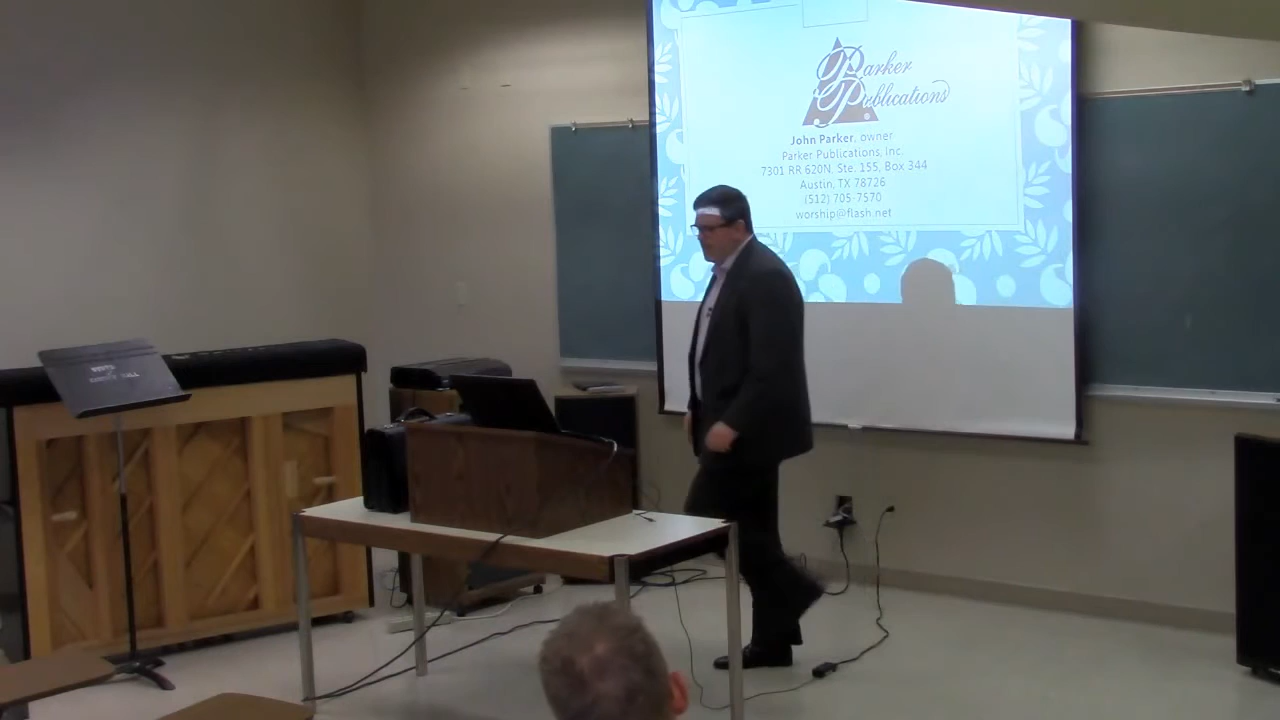 Parker
Publications
John Parker, owner
Parker Publications, Inc.
7301 RR 620N, Ste. 155, Box 344
Austin, TX 78726
(512) 705-7570
worship@flash.net